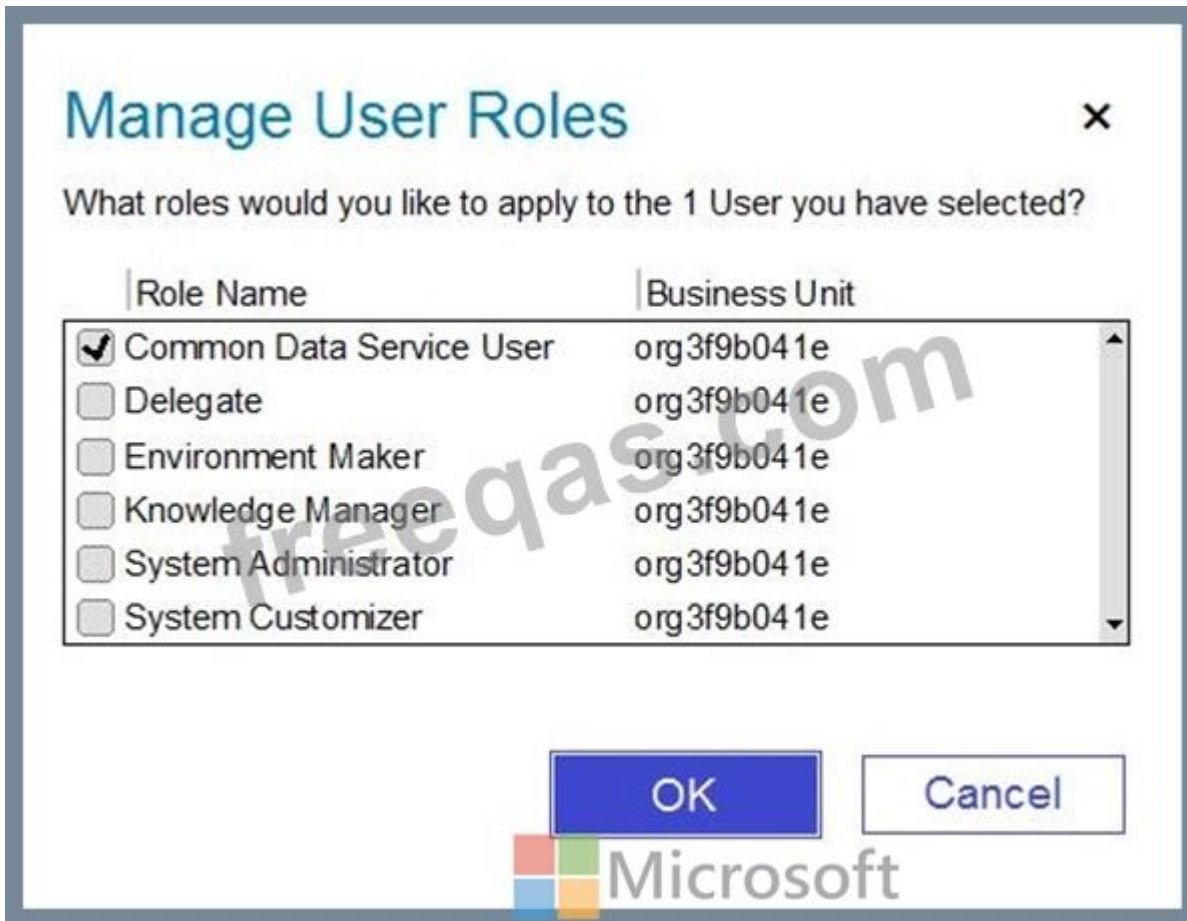 Manage User Roles ×
What roles would you like to apply to the 1 User you have selected?
Role Name Business Unit
Common Data Service User org3f9b041e
Delegate org3f9b041e
Environment Maker org3f9b041e
Knowledge Manager org3f9b041e
System Administrator org3f9b041e
System Customizer org3f9b041e
freeqas.com
OK Cancel
Microsoft